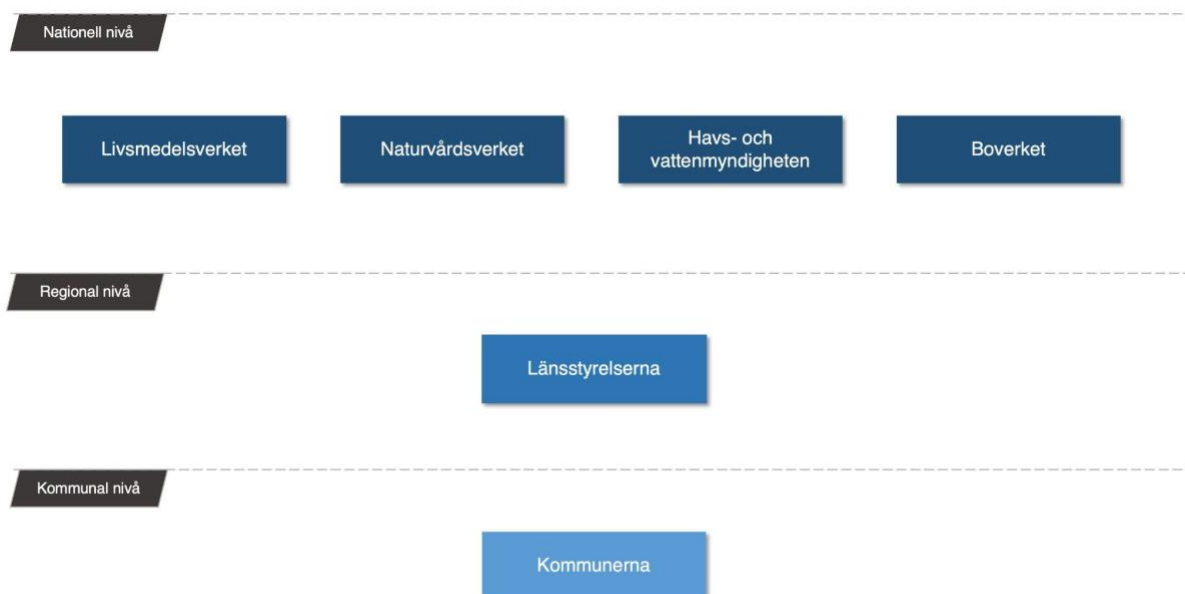 Nationell nivå
Livsmedelsverket
Naturvårdsverket
Havs- och
vattenmyndigheten
Boverket
Regional nivå
Länsstyrelserna
Kommunal nivå
Kommunerna